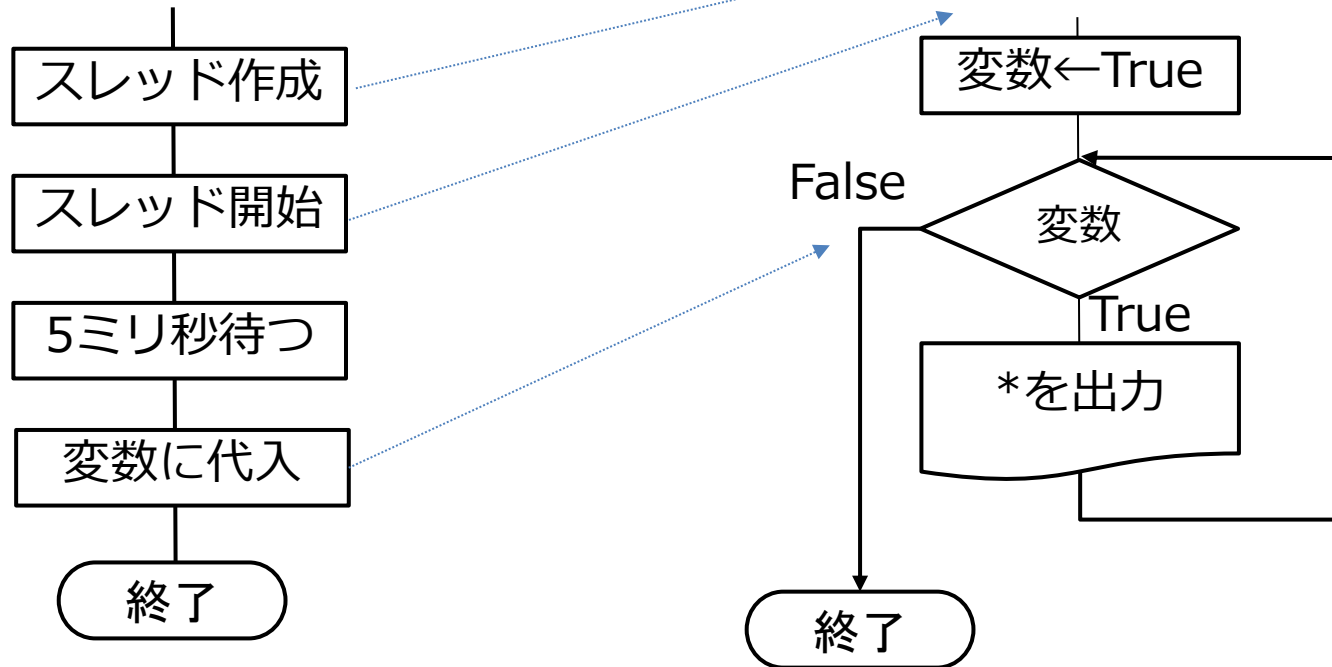 スレッド作成
スレッド開始
5ミリ秒待つ
変数に代入
終了
変数←True
False
変数
True
*を出力
終了